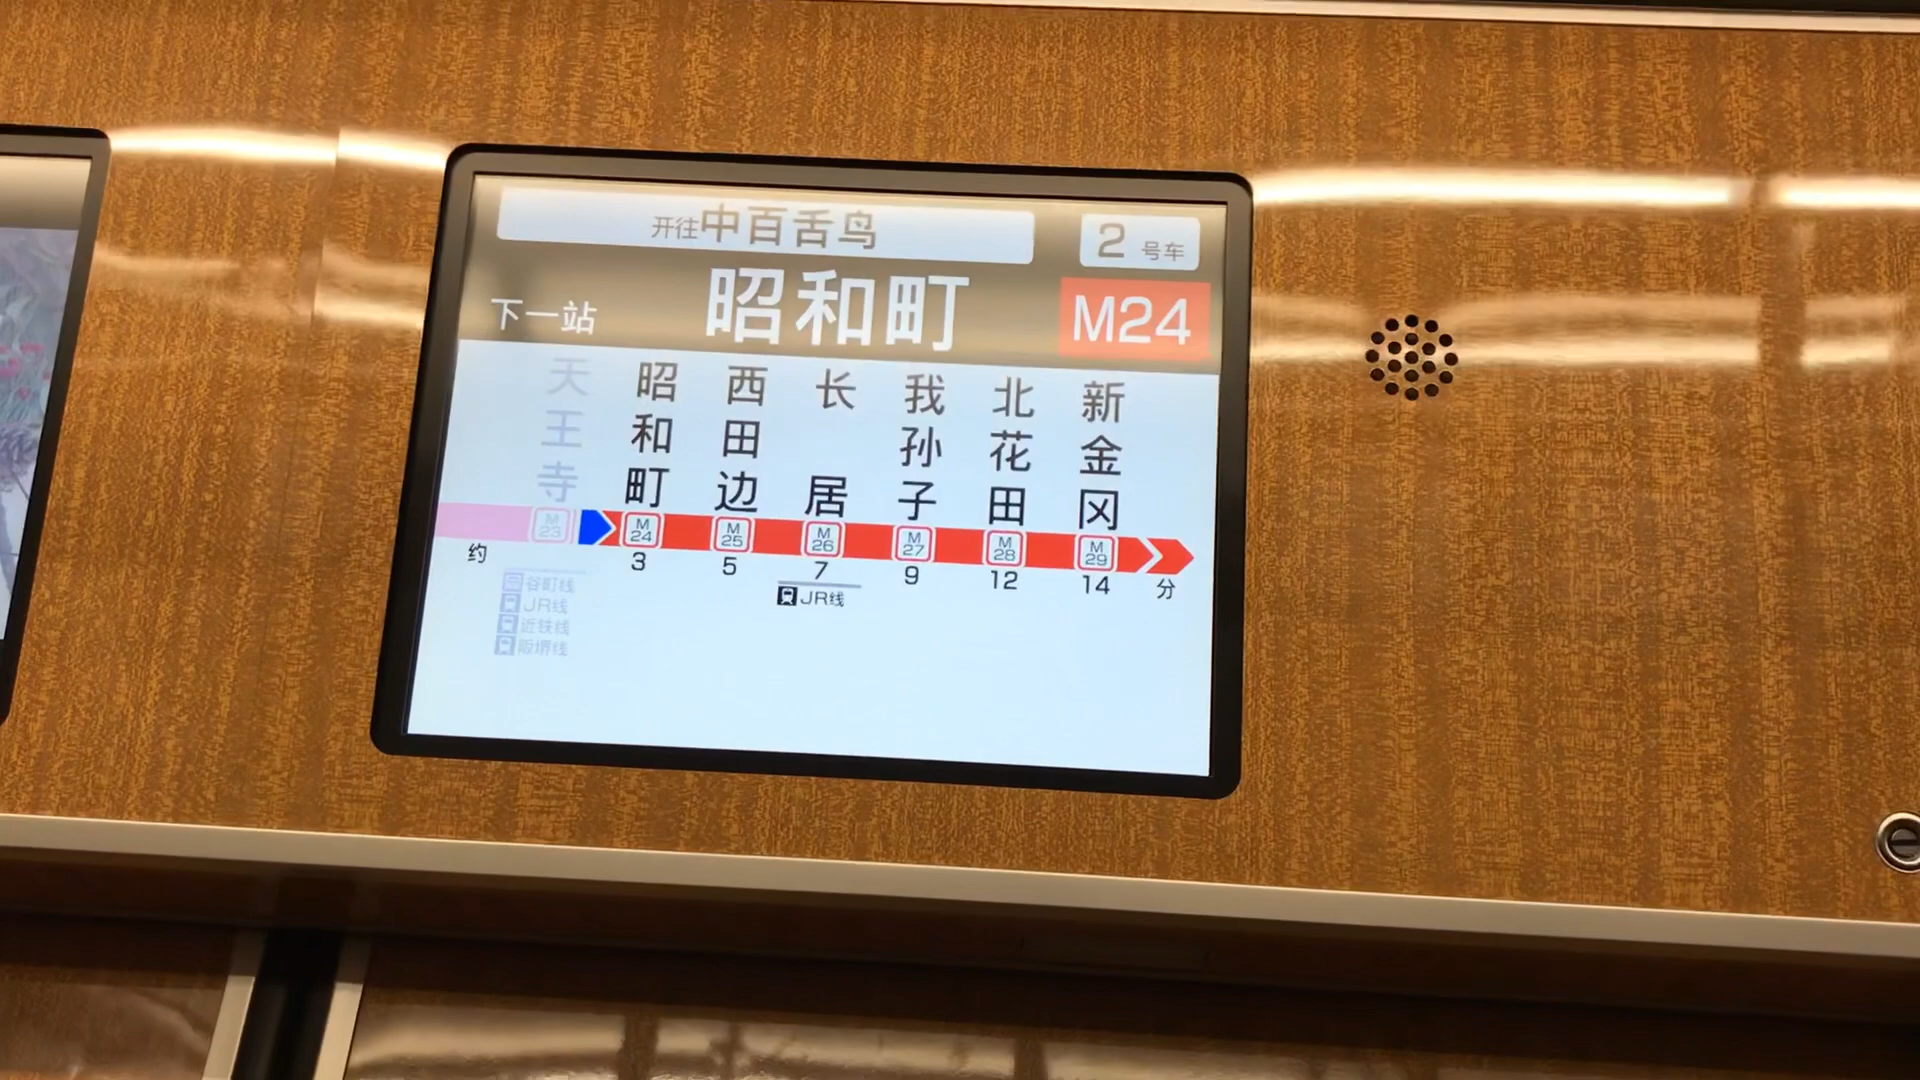 开往中百舌鸟
2 号车
下一站
昭和町
M24
天王寺
昭和町
西田边
长居
我孙子
北花田
新金冈
M23
M24
M25
M26
M27
M28
M29
约
3
5
7
9
12
14
分
谷町线
JR线
近铁线
阪堺线
JR线